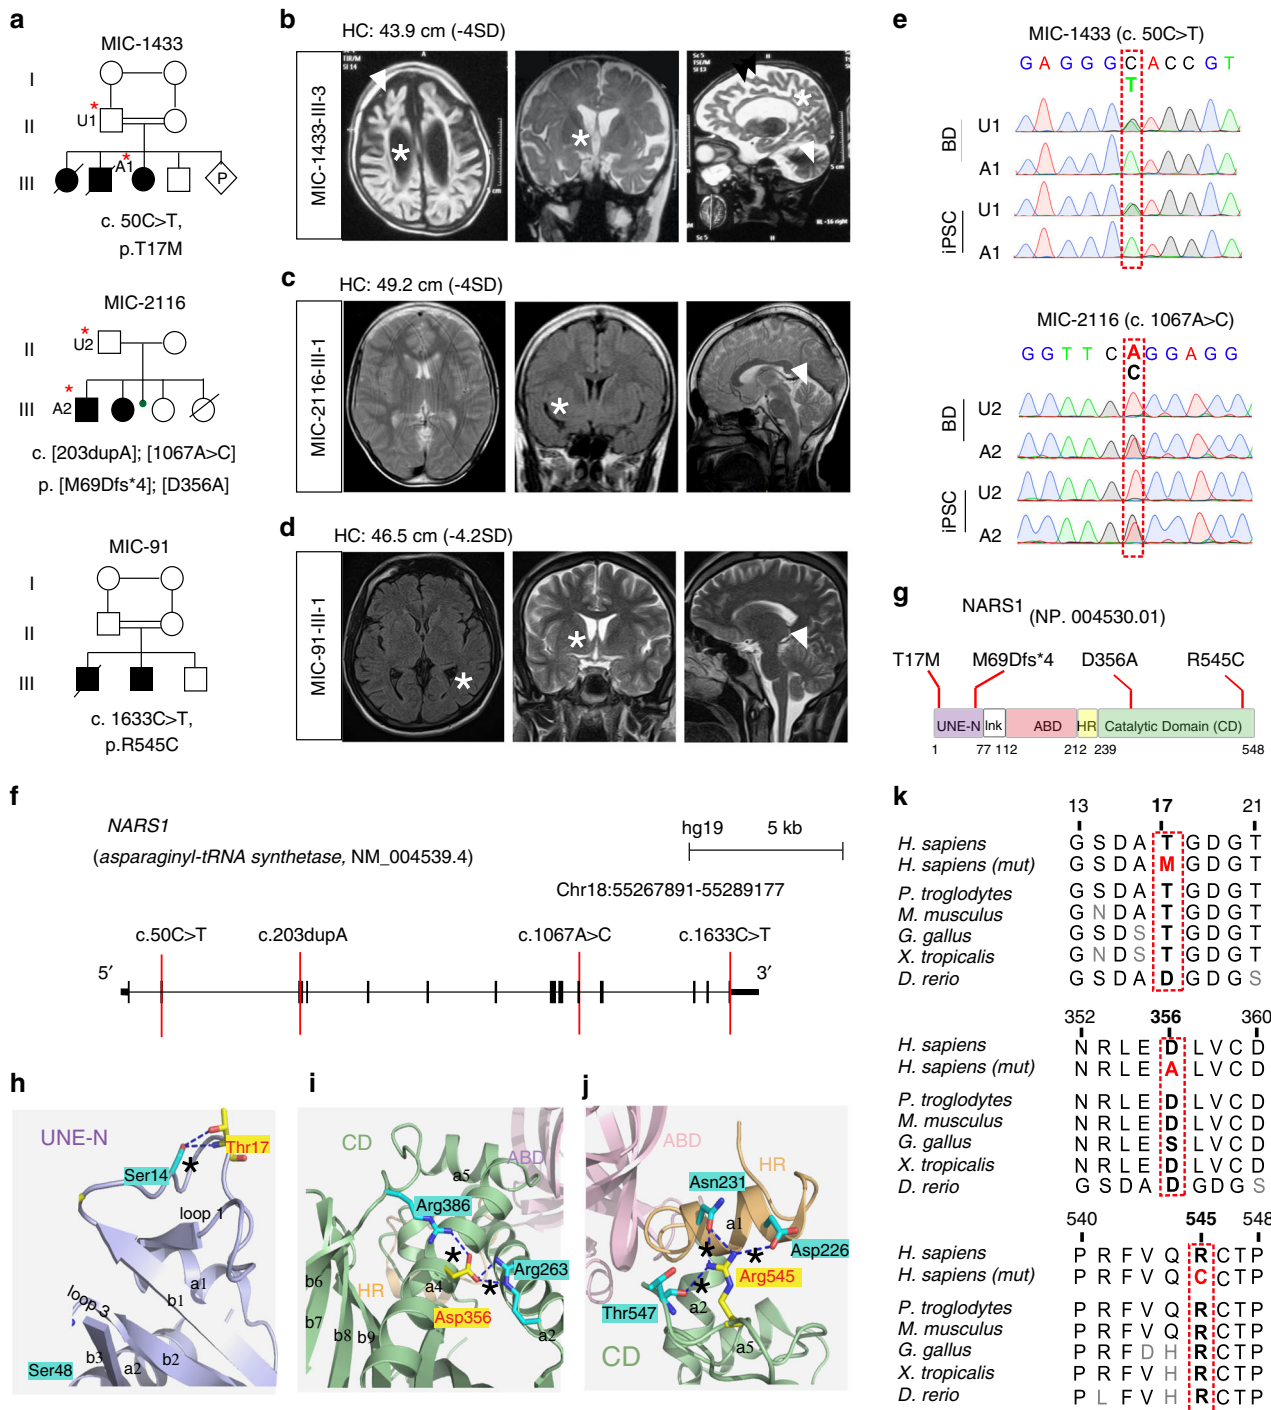 a
MIC-1433
I
II
III
U1
*
A1
*
P
c. 50C>T,
p.T17M
MIC-2116
II
III
U2
*
A2
*
c. [203dupA]; [1067A>C]
p. [M69Dfs*4]; [D356A]
MIC-91
I
II
III
c. 1633C>T,
p.R545C
b
HC: 43.9 cm (-4SD)
MIC-1433-III-3
c
HC: 49.2 cm (-4SD)
MIC-2116-III-1
d
HC: 46.5 cm (-4.2SD)
MIC-91-III-1
e
MIC-1433 (c. 50C>T)
G A G G G C A C C G T
T
BD
U1
A1
iPSC
U1
A1
MIC-2116 (c. 1067A>C)
G G T T C A G G A G G
C
BD
U2
A2
iPSC
U2
A2
g
NARS1
(NP. 004530.01)
T17M M69Dfs*4 D356A R545C
UNE-N lnk ABD HR Catalytic Domain (CD)
1 77 112 212 239 548
f
NARS1
(asparaginyl-tRNA synthetase, NM_004539.4)
hg19 5 kb
Chr18:55267891-55289177
c.50C>T c.203dupA c.1067A>C c.1633C>T
5′ 3′
h
UNE-N
Thr17
Ser14
*
loop 1
a1
b1
loop 3
b3
a2
b2
Ser48
i
CD
a5
ABD
Arg386
*
Arg263
*
HR
a4
Asp356
a2
b6
b7
b8
b9
j
ABD
HR
Asn231
a1
Asp226
*
*
Arg545
*
Thr547
a2
a5
CD
k
13 17 21
H. sapiens G S D A T G D G T
H. sapiens (mut) G S D A M G D G T
P. troglodytes G S D A T G D G T
M. musculus G N D A T G D G T
G. gallus G S D S T G D G T
X. tropicalis G N D S T G D G T
D. rerio G S D A D G D G S
352 356 360
H. sapiens N R L E D L V C D
H. sapiens (mut) N R L E A L V C D
P. troglodytes N R L E D L V C D
M. musculus N R L E D L V C D
G. gallus N R L E S L V C D
X. tropicalis N R L E D L V C D
D. rerio G S D A D G D G S
540 545 548
H. sapiens P R F V Q R C T P
H. sapiens (mut) P R F V Q C C T P
P. troglodytes P R F V Q R C T P
M. musculus P R F V Q R C T P
G. gallus P R F D H R C T P
X. tropicalis P R F V H R C T P
D. rerio P L F V H R C T P